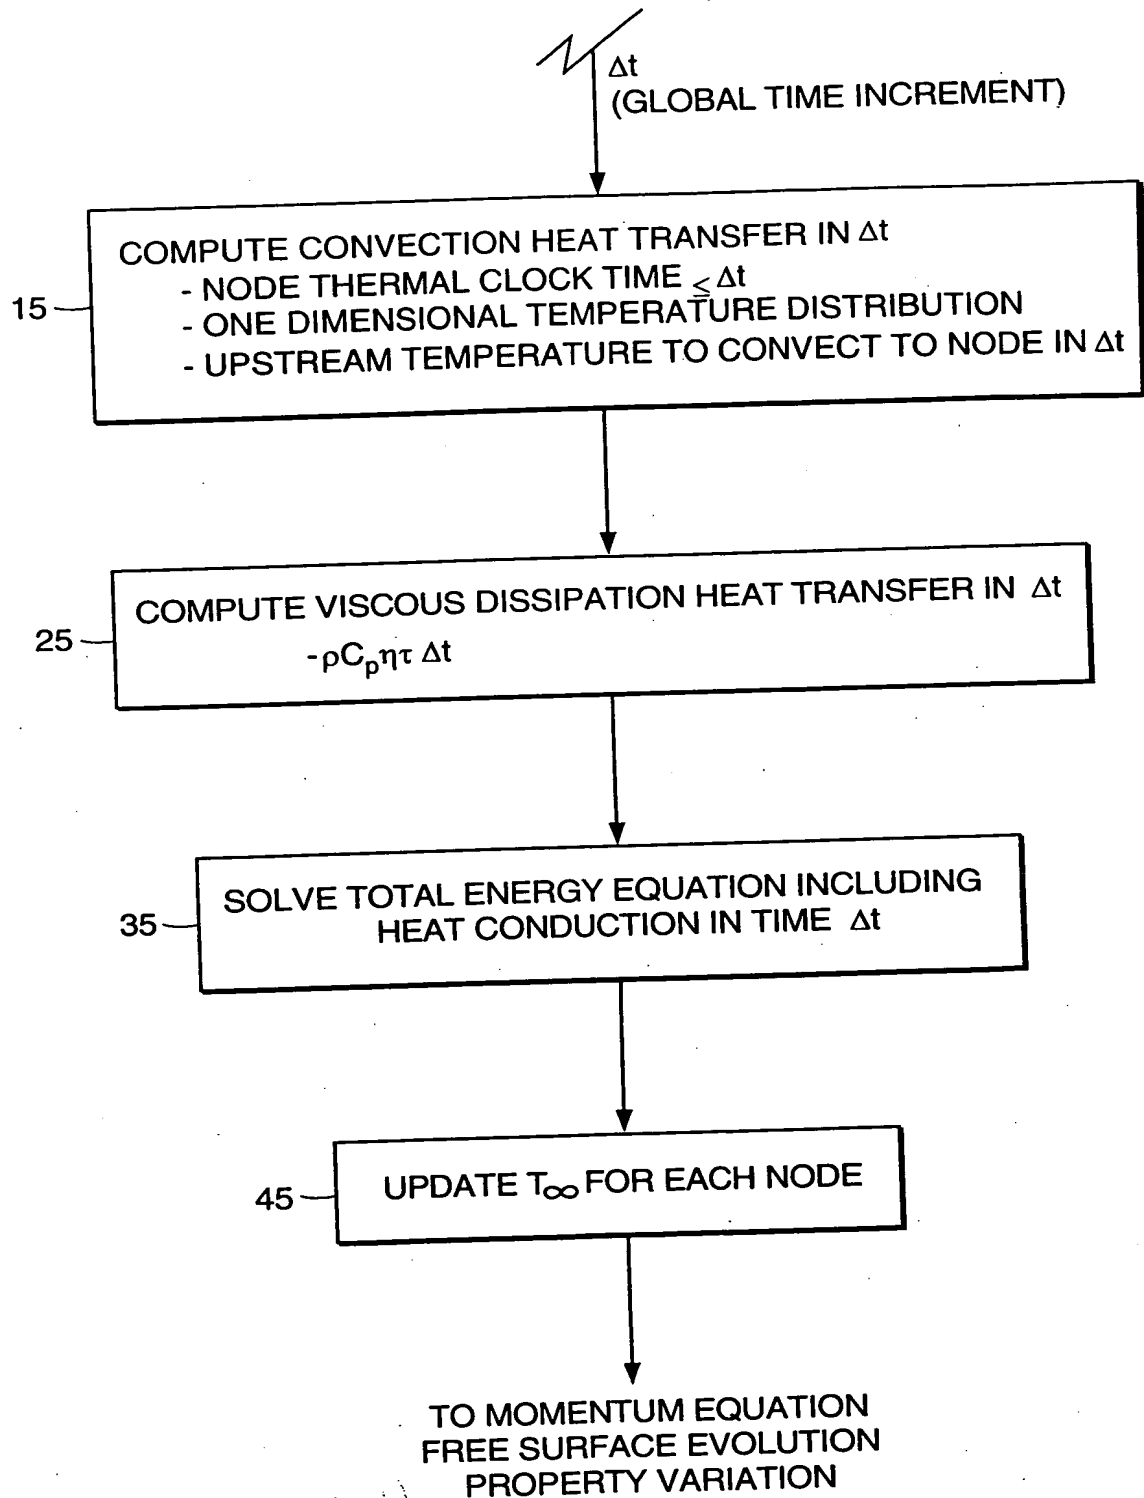 Δt
(GLOBAL TIME INCREMENT)
COMPUTE CONVECTION HEAT TRANSFER IN Δt
- NODE THERMAL CLOCK TIME ≤ Δt
- ONE DIMENSIONAL TEMPERATURE DISTRIBUTION
- UPSTREAM TEMPERATURE TO CONVECT TO NODE IN Δt
15
COMPUTE VISCOUS DISSIPATION HEAT TRANSFER IN Δt
-ρCpητ Δt
25
SOLVE TOTAL ENERGY EQUATION INCLUDING
HEAT CONDUCTION IN TIME Δt
35
UPDATE T∞ FOR EACH NODE
45
TO MOMENTUM EQUATION
FREE SURFACE EVOLUTION
PROPERTY VARIATION